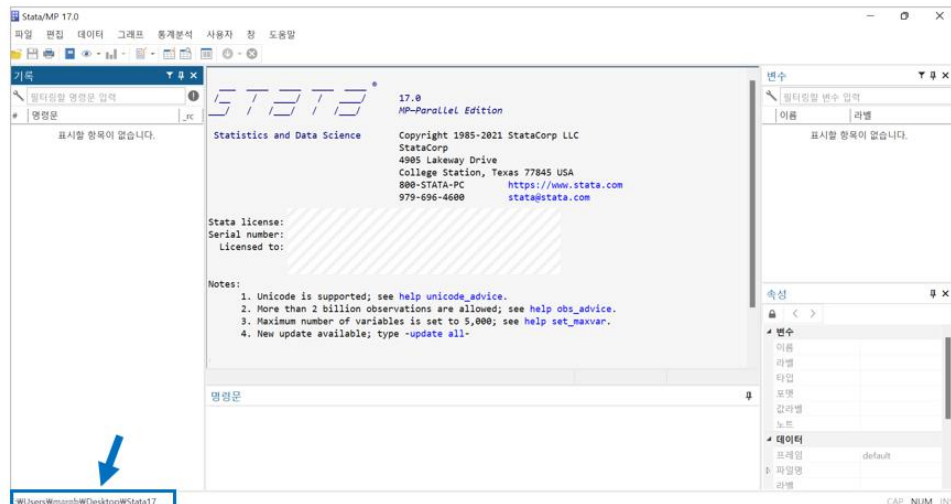 Stata/MP 17.0
파일 편집 데이터 그래프 통계분석 사용자 창 도움말
기록
필터링할 명령문 입력
# 명령문 _rc
표시할 항목이 없습니다.
STATA ®
17.0
MP—Parallel Edition
Statistics and Data Science
Copyright 1985-2021 StataCorp LLC
StataCorp
4905 Lakeway Drive
College Station, Texas 77845 USA
800-STATA-PC https://www.stata.com
979-696-4600 stata@stata.com
Stata license:
Serial number:
Licensed to:
Notes:
1. Unicode is supported; see help unicode_advice.
2. More than 2 billion observations are allowed; see help obs_advice.
3. Maximum number of variables is set to 5,000; see help set_maxvar.
4. New update available; type -update all-
.
명령문
변수
필터링할 변수 입력
이름 라벨
표시할 항목이 없습니다.
속성
변수
이름
라벨
타입
포맷
값라벨
노트
데이터
프레임 default
파일명
라벨
₩Desktop₩Stata17
CAP NUM